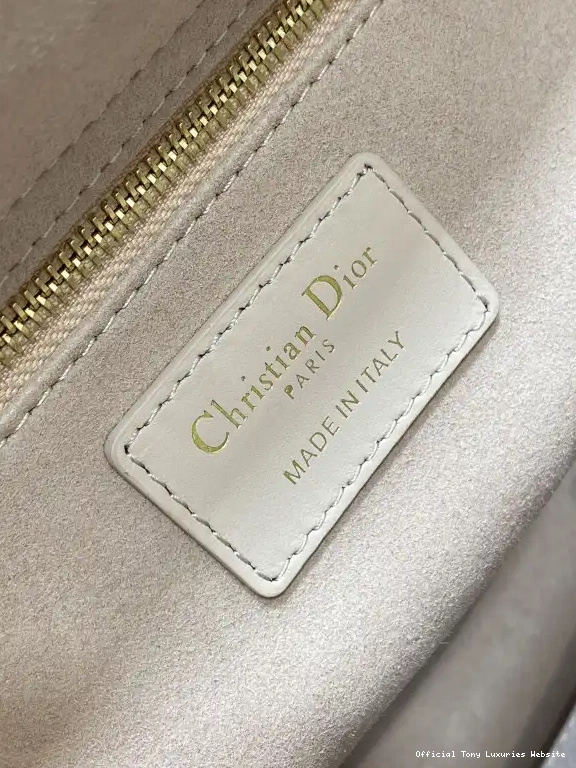 Christian Dior
PARIS
MADE IN ITALY
Official Tony Luxuries Website